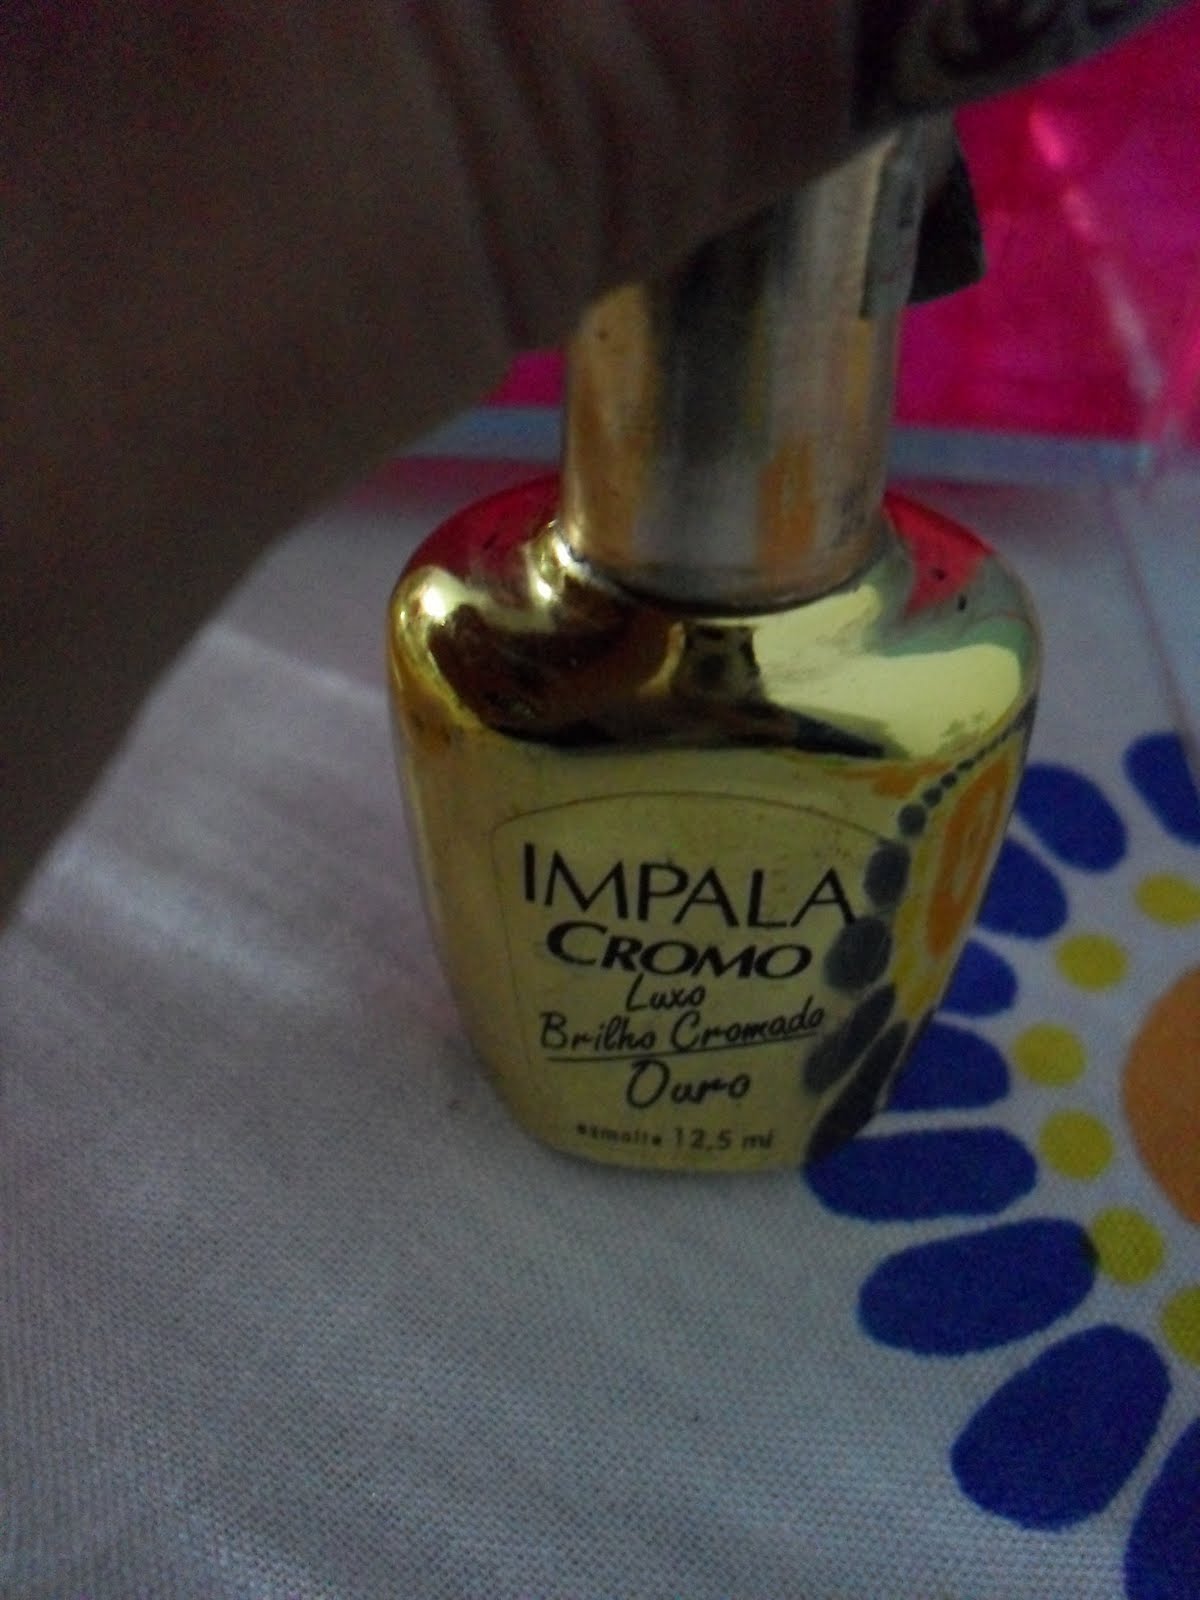 IMPALA
CROMO
Luxo
Brilho Cromado
Ouro
esmalte 12,5 ml